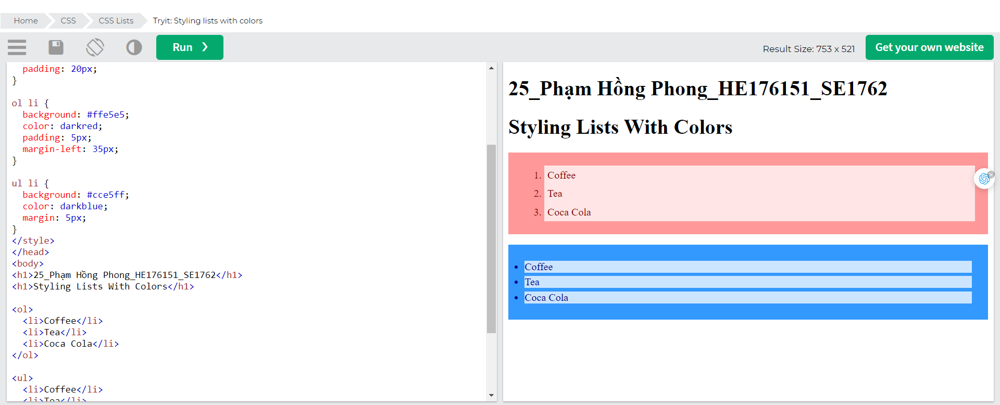 Home CSS CSS Lists Tryit: Styling lists with colors
Run ❯ Result Size: 753 x 521 Get your own website
padding: 20px;
}
ol li {
background: #ffe5e5;
color: darkred;
padding: 5px;
margin-left: 35px;
}
ul li {
background: #cce5ff;
color: darkblue;
margin: 5px;
}
</style>
</head>
<body>
<h1>25_Phạm Hồng Phong_HE176151_SE1762</h1>
<h1>Styling Lists With Colors</h1>
<ol>
<li>Coffee</li>
<li>Tea</li>
<li>Coca Cola</li>
</ol>
<ul>
<li>Coffee</li>
<li>Tea</li>
25_Phạm Hồng Phong_HE176151_SE1762
Styling Lists With Colors
1. Coffee
2. Tea
3. Coca Cola
• Coffee
• Tea
• Coca Cola